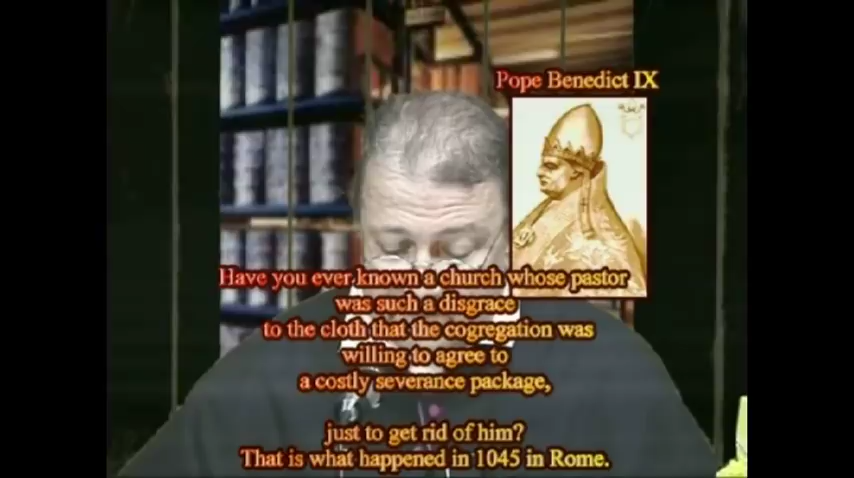 Pope Benedict IX
Have you ever known a church whose pastor
was such a disgrace
to the cloth that the cogregation was
willing to agree to
a costly severance package,
just to get rid of him?
That is what happened in 1045 in Rome.